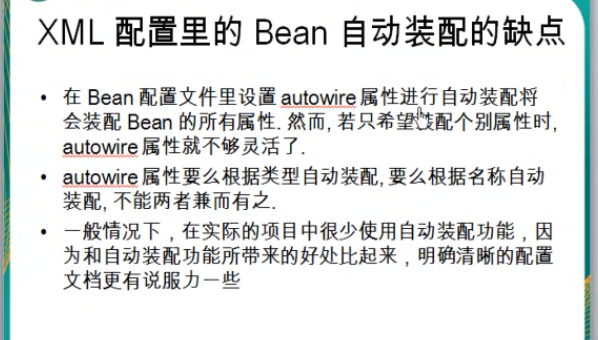 XML 配置里的 Bean 自动装配的缺点
• 在 Bean 配置文件里设置 autowire 属性进行自动装配将
会装配 Bean 的所有属性. 然而, 若只希望装配个别属性时,
autowire 属性就不够灵活了.
• autowire 属性要么根据类型自动装配, 要么根据名称自动
装配, 不能两者兼而有之.
• 一般情况下，在实际的项目中很少使用自动装配功能，因
为和自动装配功能所带来的好处比起来，明确清晰的配置
文档更有说服力一些